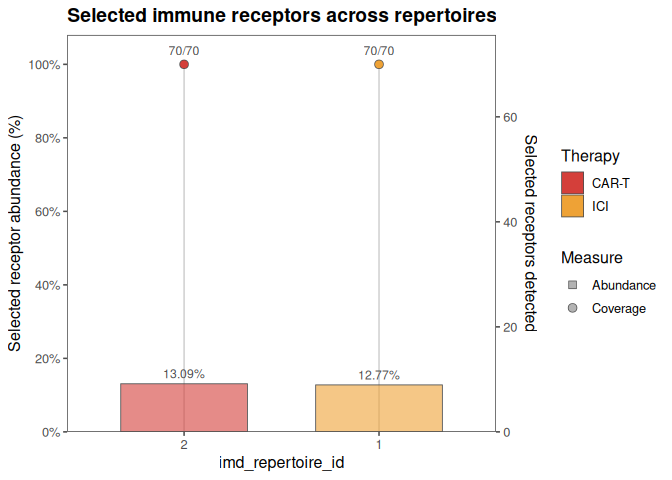 Selected immune receptors across repertoires
70/70
70/70
100%
80%
60%
40%
20%
0%
Selected receptor abundance (%)
13.09%
12.77%
60
40
20
0
Selected receptors detected
2
1
imd_repertoire_id
Therapy
CAR-T
ICI
Measure
Abundance
Coverage